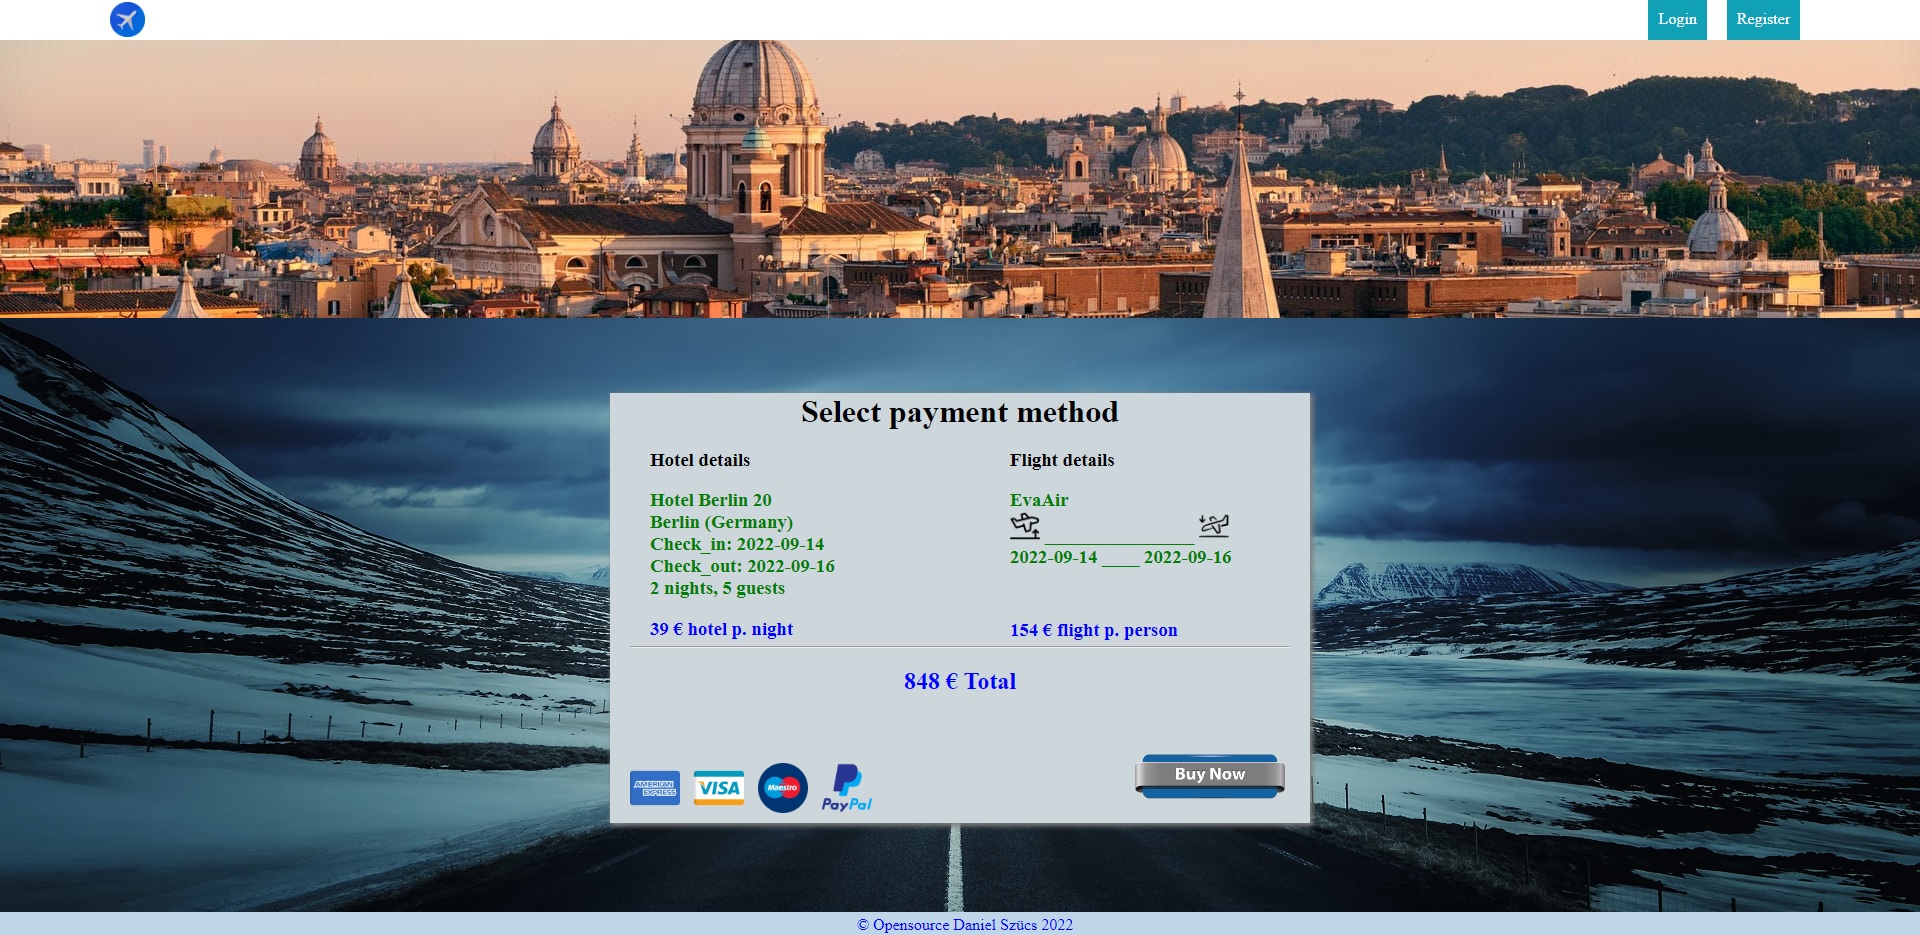 Login Register
Select payment method
Hotel details
Hotel Berlin 20
Berlin (Germany)
Check_in: 2022-09-14
Check_out: 2022-09-16
2 nights, 5 guests
39 € hotel p. night
Flight details
EvaAir
2022-09-14 ____ 2022-09-16
154 € flight p. person
848 € Total
AMERICAN
EXPRESS
VISA
Maestro
PayPal
Buy Now
© Opensource Daniel Szücs 2022